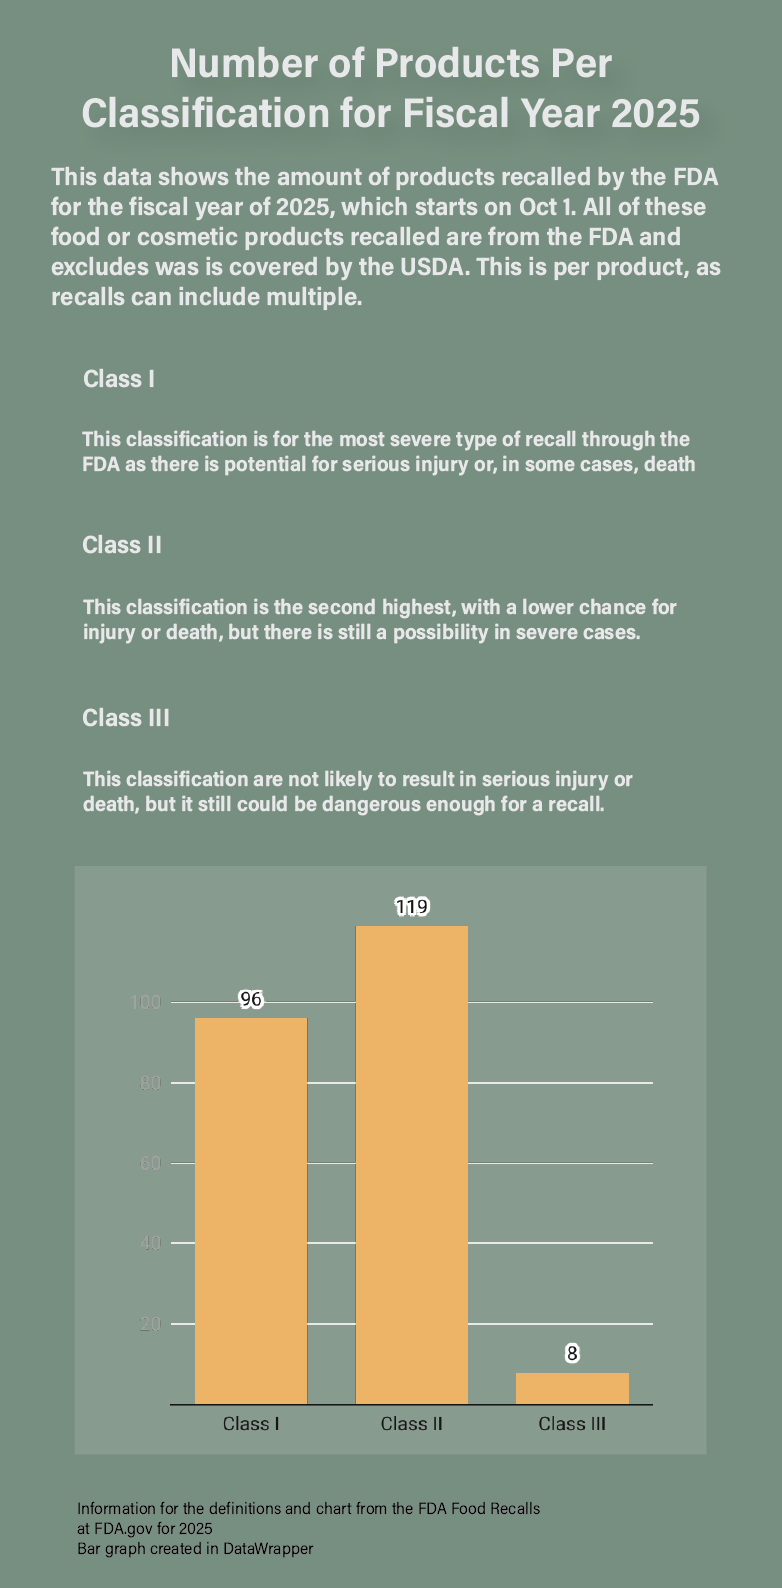 Number of Products Per
Classification for Fiscal Year 2025
This data shows the amount of products recalled by the FDA
for the fiscal year of 2025, which starts on Oct 1. All of these
food or cosmetic products recalled are from the FDA and
excludes was is covered by the USDA. This is per product, as
recalls can include multiple.
Class I
This classification is for the most severe type of recall through the
FDA as there is potential for serious injury or, in some cases, death
Class II
This classification is the second highest, with a lower chance for
injury or death, but there is still a possibility in severe cases.
Class III
This classification are not likely to result in serious injury or
death, but it still could be dangerous enough for a recall.
119
96
100
80
60
40
20
8
Class I Class II Class III
Information for the definitions and chart from the FDA Food Recalls
at FDA.gov for 2025
Bar graph created in DataWrapper